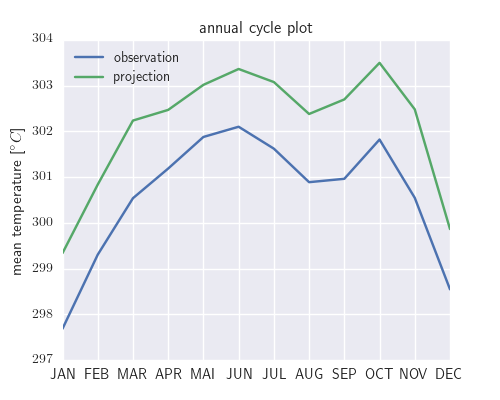 annual cycle plot
304
303
302
301
300
299
298
297
mean temperature [°C]
observation
projection
JAN FEB MAR APR MAI JUN JUL AUG SEP OCT NOV DEC